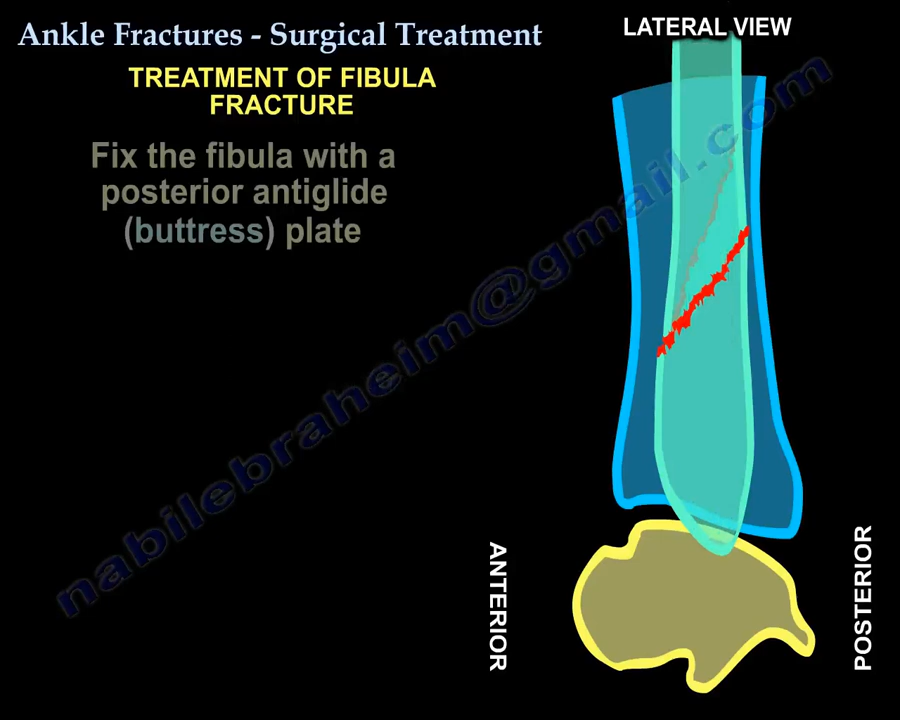 Ankle Fractures - Surgical Treatment
LATERAL VIEW
TREATMENT OF FIBULA
FRACTURE
Fix the fibula with a
posterior antiglide
(buttress) plate
nabilebraheim@gmail.com
ANTERIOR
POSTERIOR